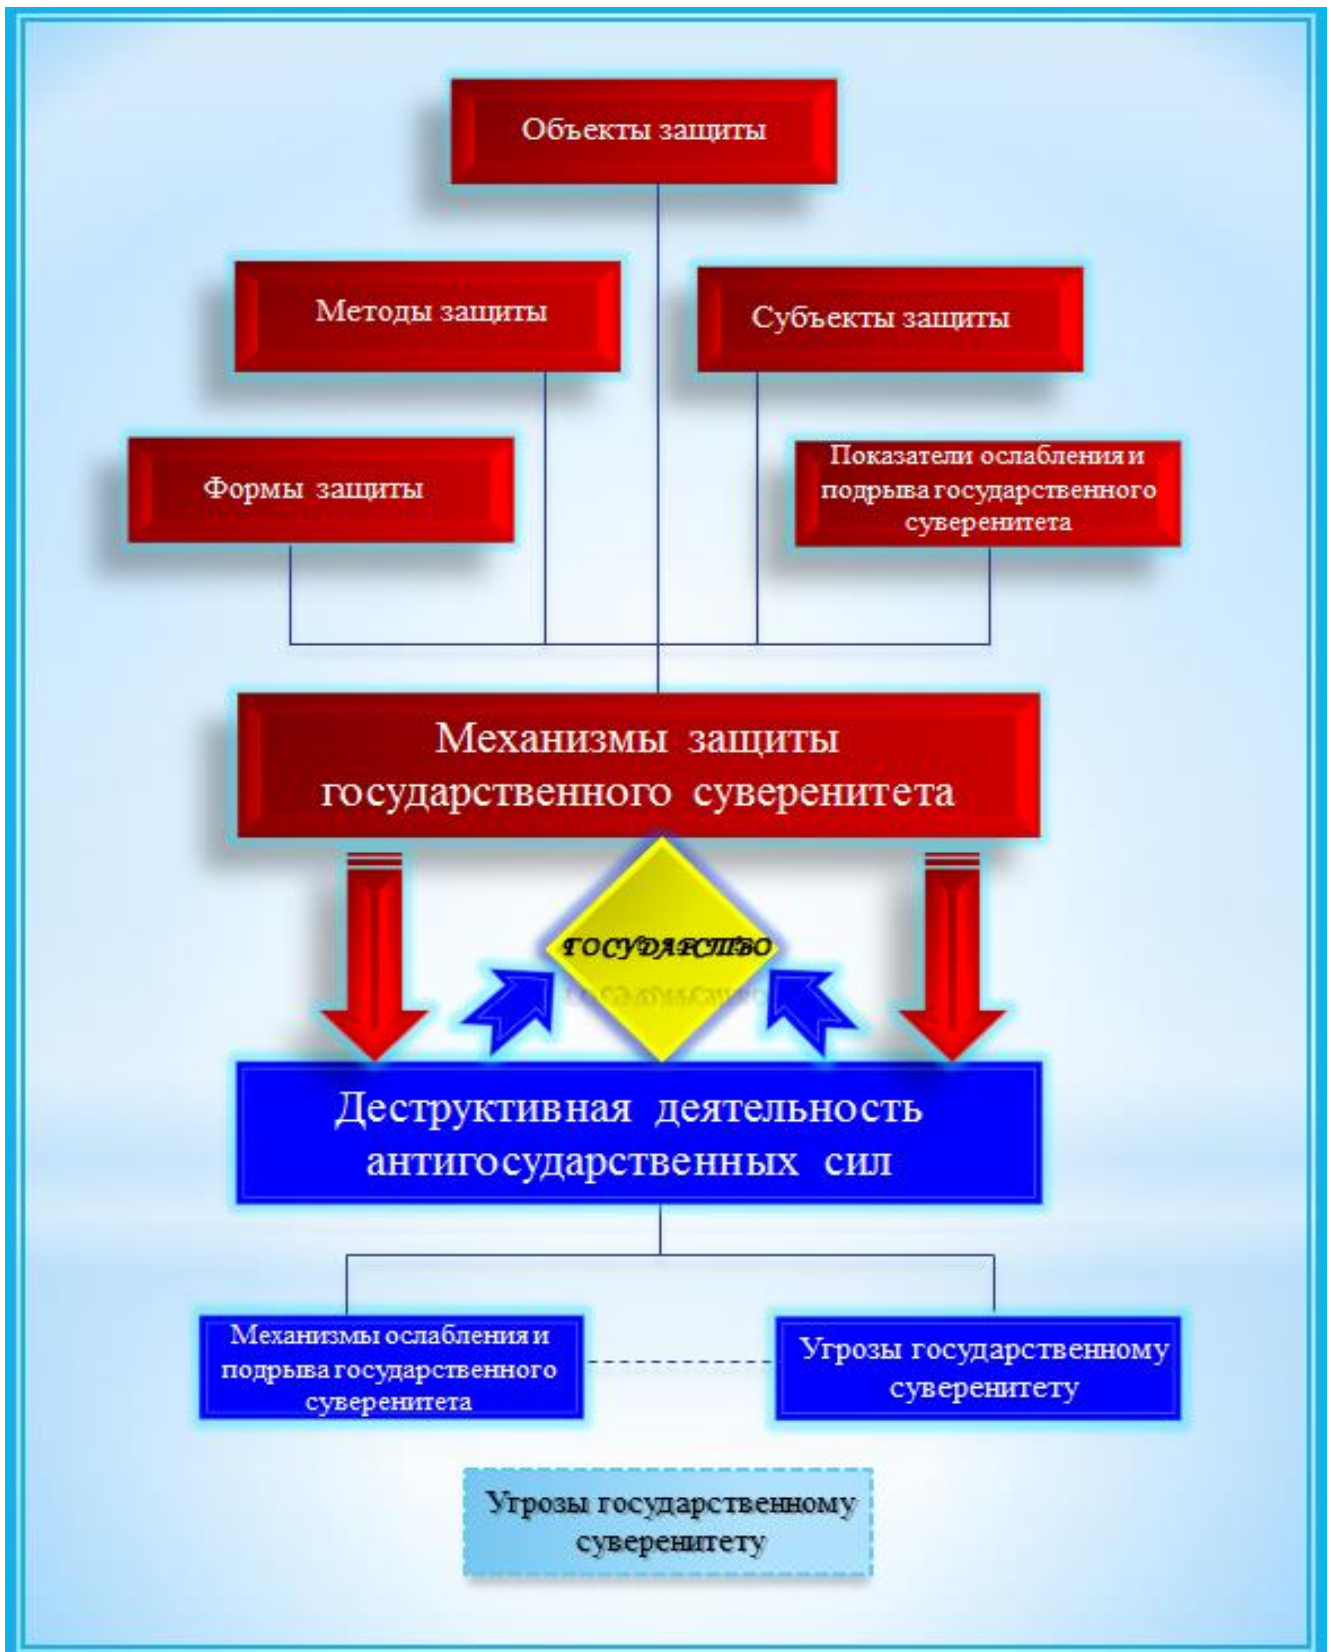 Объекты защиты
Методы защиты
Субъекты защиты
Формы защиты
Показатели ослабления и
подрыва государственного
суверенитета
Механизмы защиты
государственного суверенитета
ГОСУДАРСТВО
Деструктивная деятельность
антигосударственных сил
Механизмы ослабления и
подрыва государственного
суверенитета
Угрозы государственному
суверенитету
Угрозы государственному
суверенитету